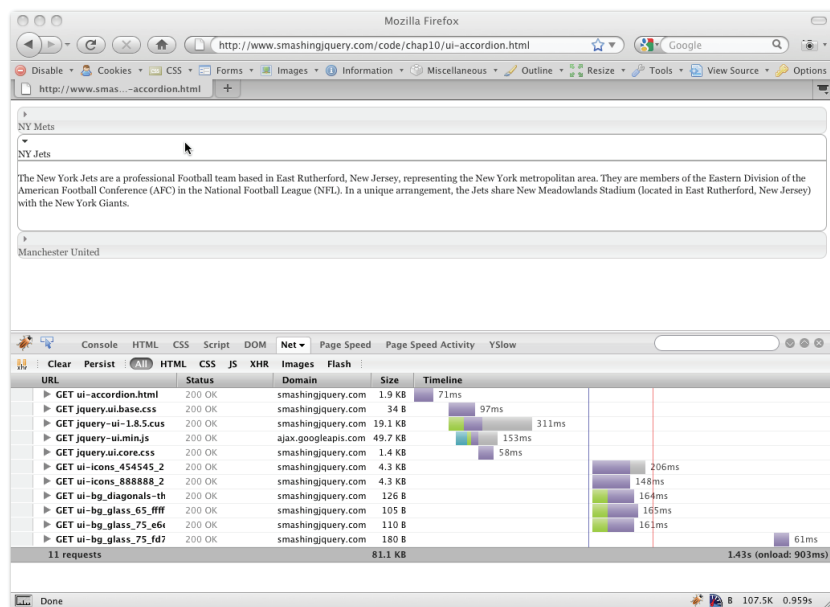 Mozilla Firefox
http://www.smashingjquery.com/code/chap10/ui-accordion.html
Google
Disable Cookies CSS Forms Images Information Miscellaneous Outline Resize Tools View Source Options
http://www.smas...-accordion.html +
NY Mets
NY Jets
The New York Jets are a professional Football team based in East Rutherford, New Jersey, representing the New York metropolitan area. They are members of the Eastern Division of the
American Football Conference (AFC) in the National Football League (NFL). In a unique arrangement, the Jets share New Meadowlands Stadium (located in East Rutherford, New Jersey)
with the New York Giants.
Manchester United
Console HTML CSS Script DOM Net Page Speed Page Speed Activity YSlow
Clear Persist All HTML CSS JS XHR Images Flash
URL Status Domain Size Timeline
GET ui-accordion.html 200 OK smashingjquery.com 1.9 KB 71ms
GET jquery.ui.base.css 200 OK smashingjquery.com 34 B 97ms
GET jquery-ui-1.8.5.cus 200 OK smashingjquery.com 19.1 KB 311ms
GET jquery-ui.min.js 200 OK ajax.googleapis.com 49.7 KB 153ms
GET jquery.ui.core.css 200 OK smashingjquery.com 1.4 KB 58ms
GET ui-icons_454545_2 200 OK smashingjquery.com 4.3 KB 206ms
GET ui-icons_888888_2 200 OK smashingjquery.com 4.3 KB 148ms
GET ui-bg_diagonals-th 200 OK smashingjquery.com 126 B 164ms
GET ui-bg_glass_65_ffff 200 OK smashingjquery.com 105 B 165ms
GET ui-bg_glass_75_e6e 200 OK smashingjquery.com 110 B 161ms
GET ui-bg_glass_75_fd7 200 OK smashingjquery.com 180 B 61ms
11 requests 81.1 KB 1.43s (onload: 903ms)
Done B 107.5K 0.959s